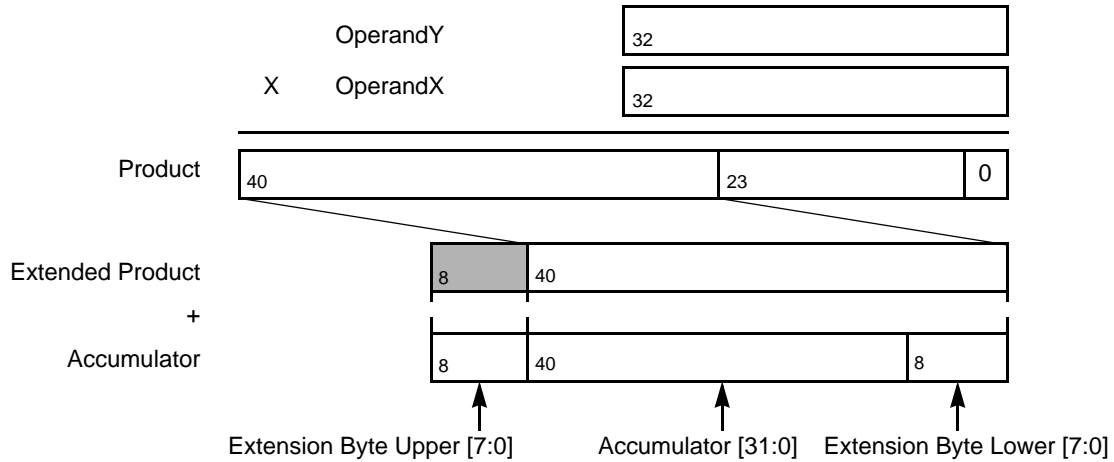 OperandY 32
X OperandX 32
Product 40 23 0
Extended Product 8 40
+
Accumulator 8 40 8
Extension Byte Upper [7:0] Accumulator [31:0] Extension Byte Lower [7:0]